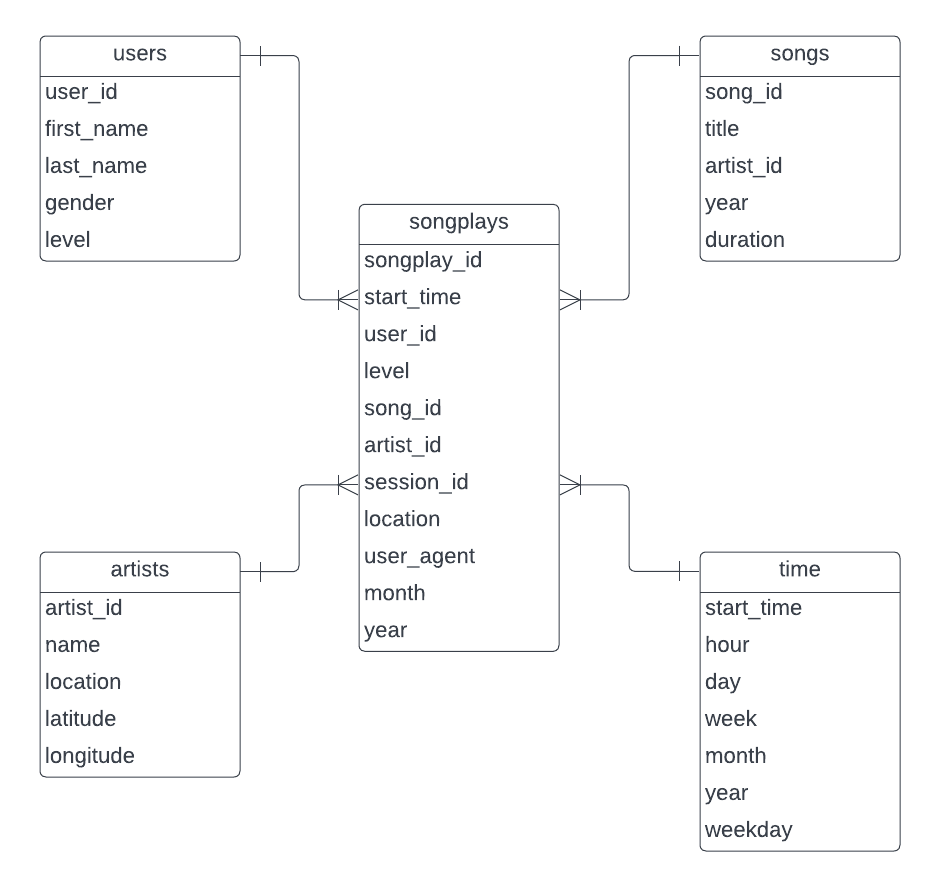 users
user_id
first_name
last_name
gender
level
songs
song_id
title
artist_id
year
duration
songplays
songplay_id
start_time
user_id
level
song_id
artist_id
session_id
location
user_agent
month
year
artists
artist_id
name
location
latitude
longitude
time
start_time
hour
day
week
month
year
weekday